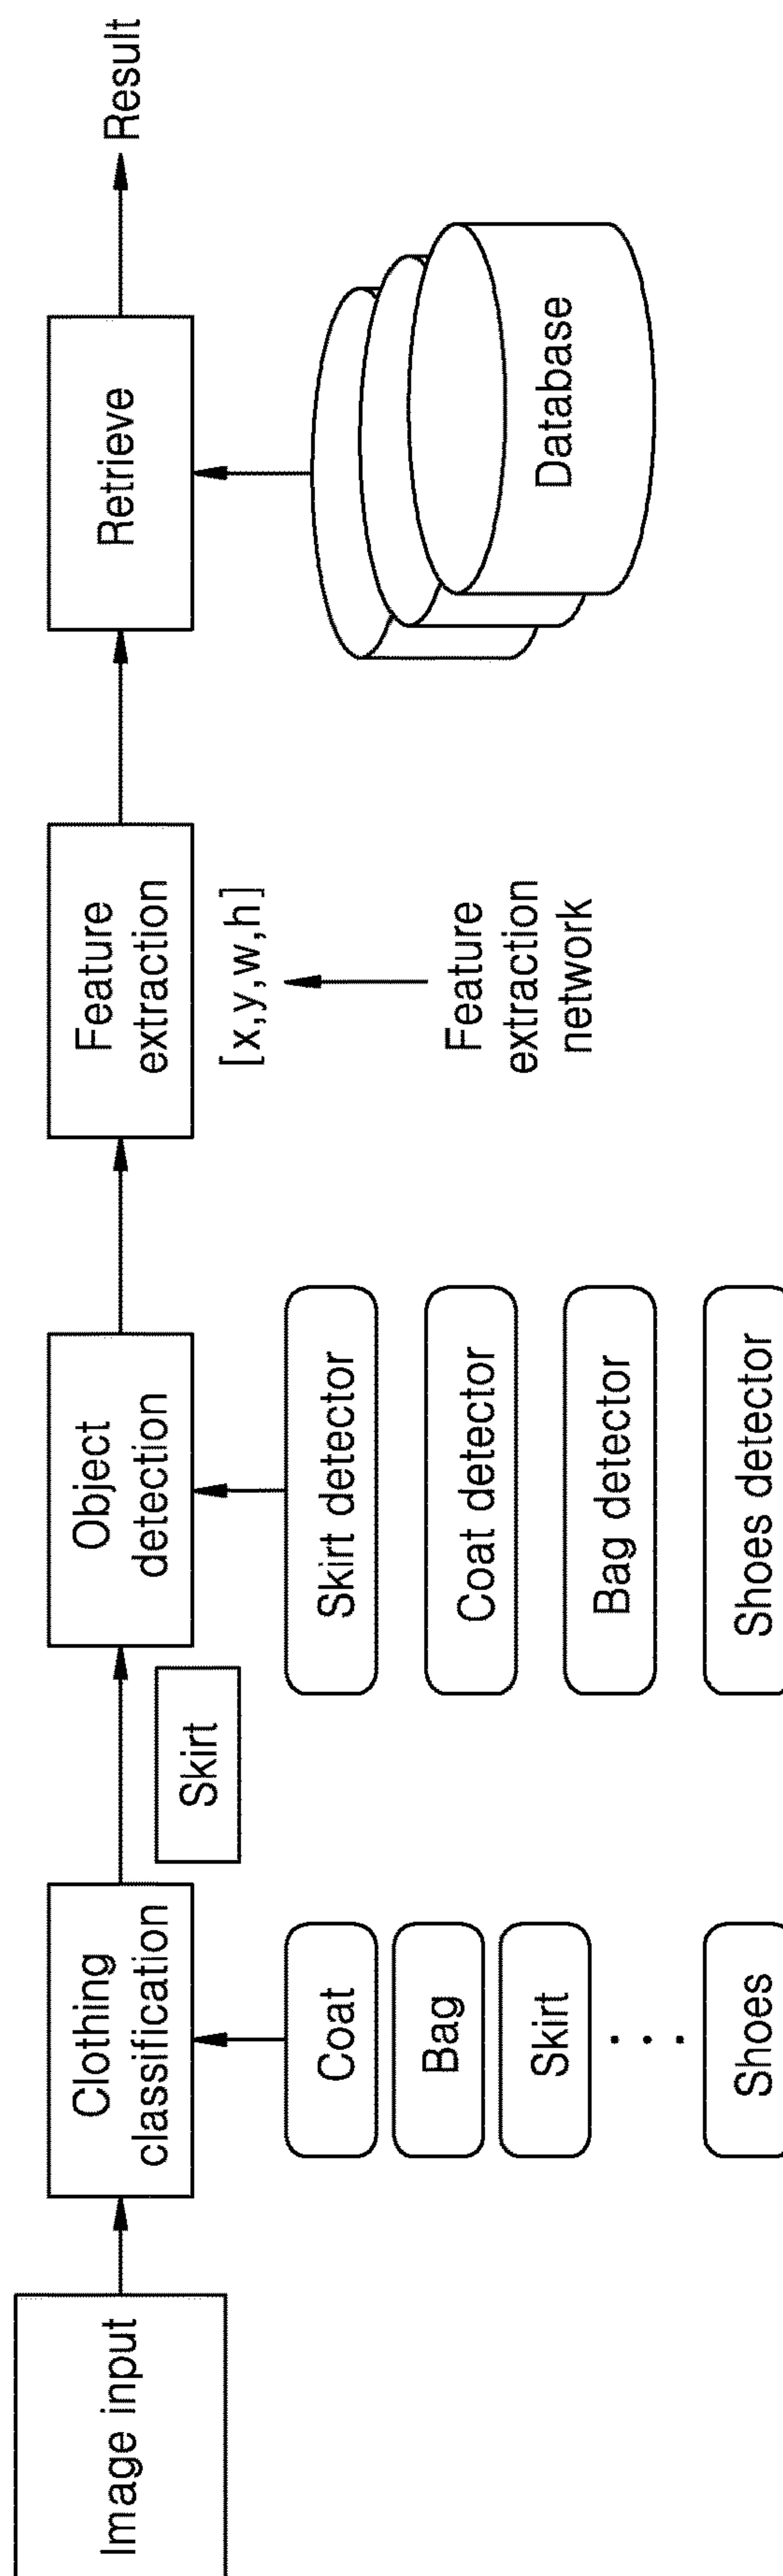 Image input
Clothing
classification
Coat
Bag
Skirt
Shoes
Skirt
Object
detection
Skirt detector
Coat detector
Bag detector
Shoes detector
Feature
extraction
[x,y,w,h]
Feature
extraction
network
Retrieve
Database
Result